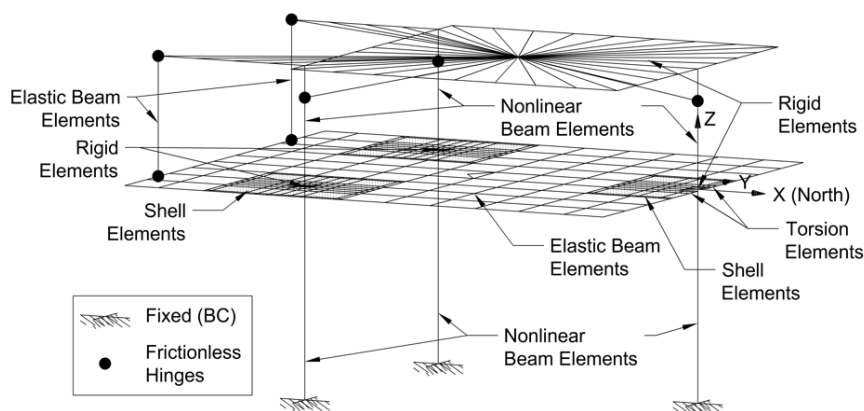 Elastic Beam
Elements
Rigid
Elements
Shell
Elements
Nonlinear
Beam Elements
Z
Rigid
Elements
Y
X (North)
Torsion
Elements
Elastic Beam
Elements
Shell
Elements
Nonlinear
Beam Elements
Fixed (BC)
Frictionless
Hinges